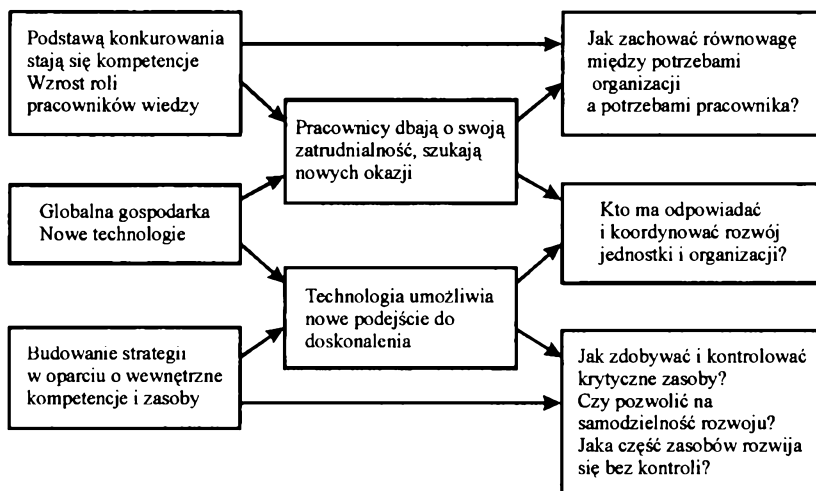 Podstawą konkurowania
stają się kompetencje
Wzrost roli
pracowników wiedzy
Globalna gospodarka
Nowe technologie
Budowanie strategii
w oparciu o wewnętrzne
kompetencje i zasoby
Pracownicy dbają o swoją
zatrudnialność, szukają
nowych okazji
Technologia umożliwia
nowe podejście do
doskonalenia
Jak zachować równowagę
między potrzebami
organizacji
a potrzebami pracownika?
Kto ma odpowiadać
i koordynować rozwój
jednostki i organizacji?
Jak zdobywać i kontrolować
krytyczne zasoby?
Czy pozwolić na
samodzielność rozwoju?
Jaka część zasobów rozwija
się bez kontroli?